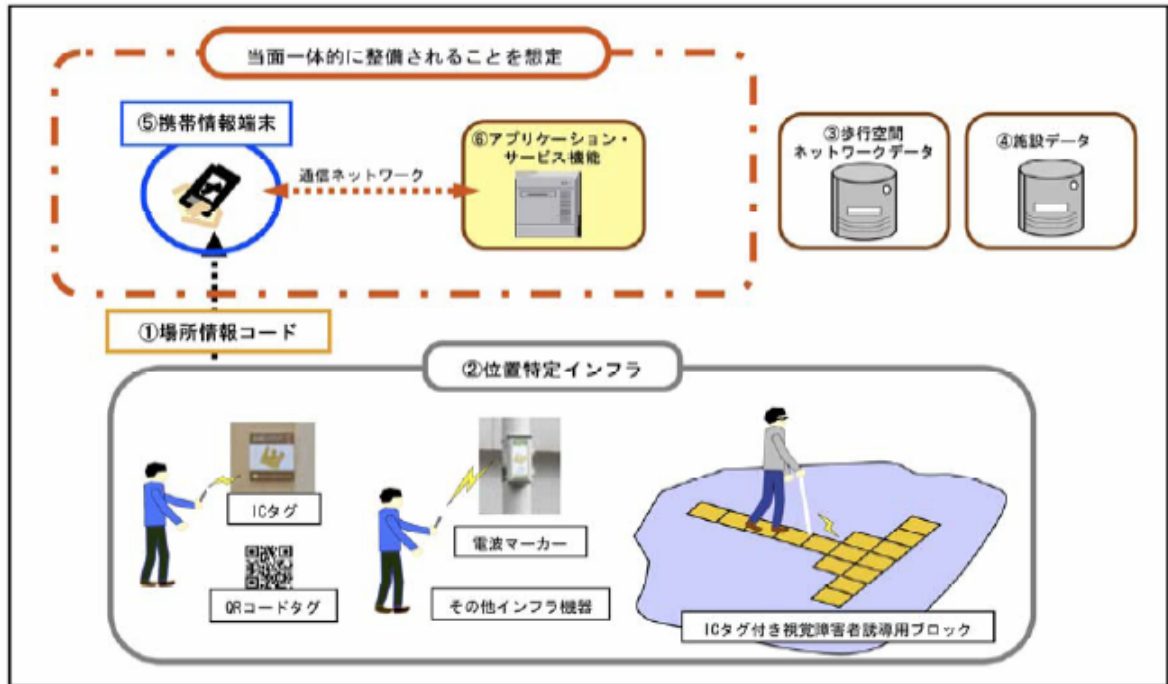 当面一体的に整備されることを想定
⑤携帯情報端末
通信ネットワーク
⑥アプリケーション・
サービス機能
③歩行空間
ネットワークデータ
④施設データ
①場所情報コード
②位置特定インフラ
ICタグ
QRコードタグ
電波マーカー
その他インフラ機器
ICタグ付き視覚障害者誘導用ブロック